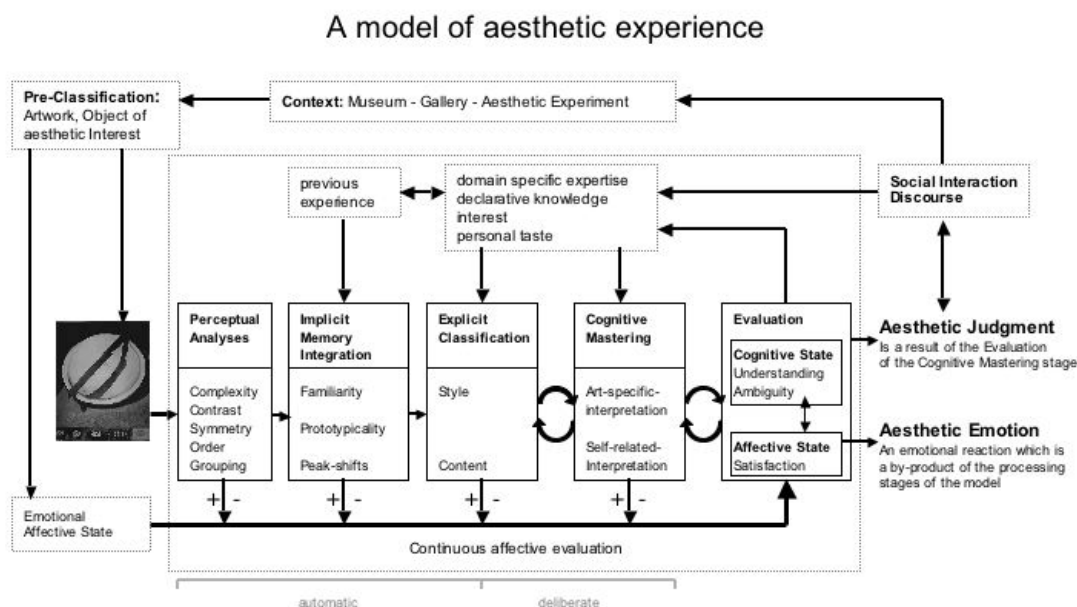 A model of aesthetic experience
Pre-Classification:
Artwork, Object of
aesthetic Interest
Context: Museum - Gallery - Aesthetic Experiment
previous
experience
domain specific expertise
declarative knowledge
interest
personal taste
Social Interaction
Discourse
Perceptual
Analyses
Complexity
Contrast
Symmetry
Order
Grouping
Implicit
Memory
Integration
Familiarity
Prototypicality
Peak-shifts
Explicit
Classification
Style
Content
Cognitive
Mastering
Art-specific-
interpretation
Self-related-
Interpretation
Evaluation
Cognitive State
Understanding
Ambiguity
Affective State
Satisfaction
Aesthetic Judgment
Is a result of the Evaluation
of the Cognitive Mastering stage
Aesthetic Emotion
An emotional reaction which is
a by-product of the processing
stages of the model
+ -
+ -
+ -
+ -
Emotional
Affective State
Continuous affective evaluation
automatic
deliberate